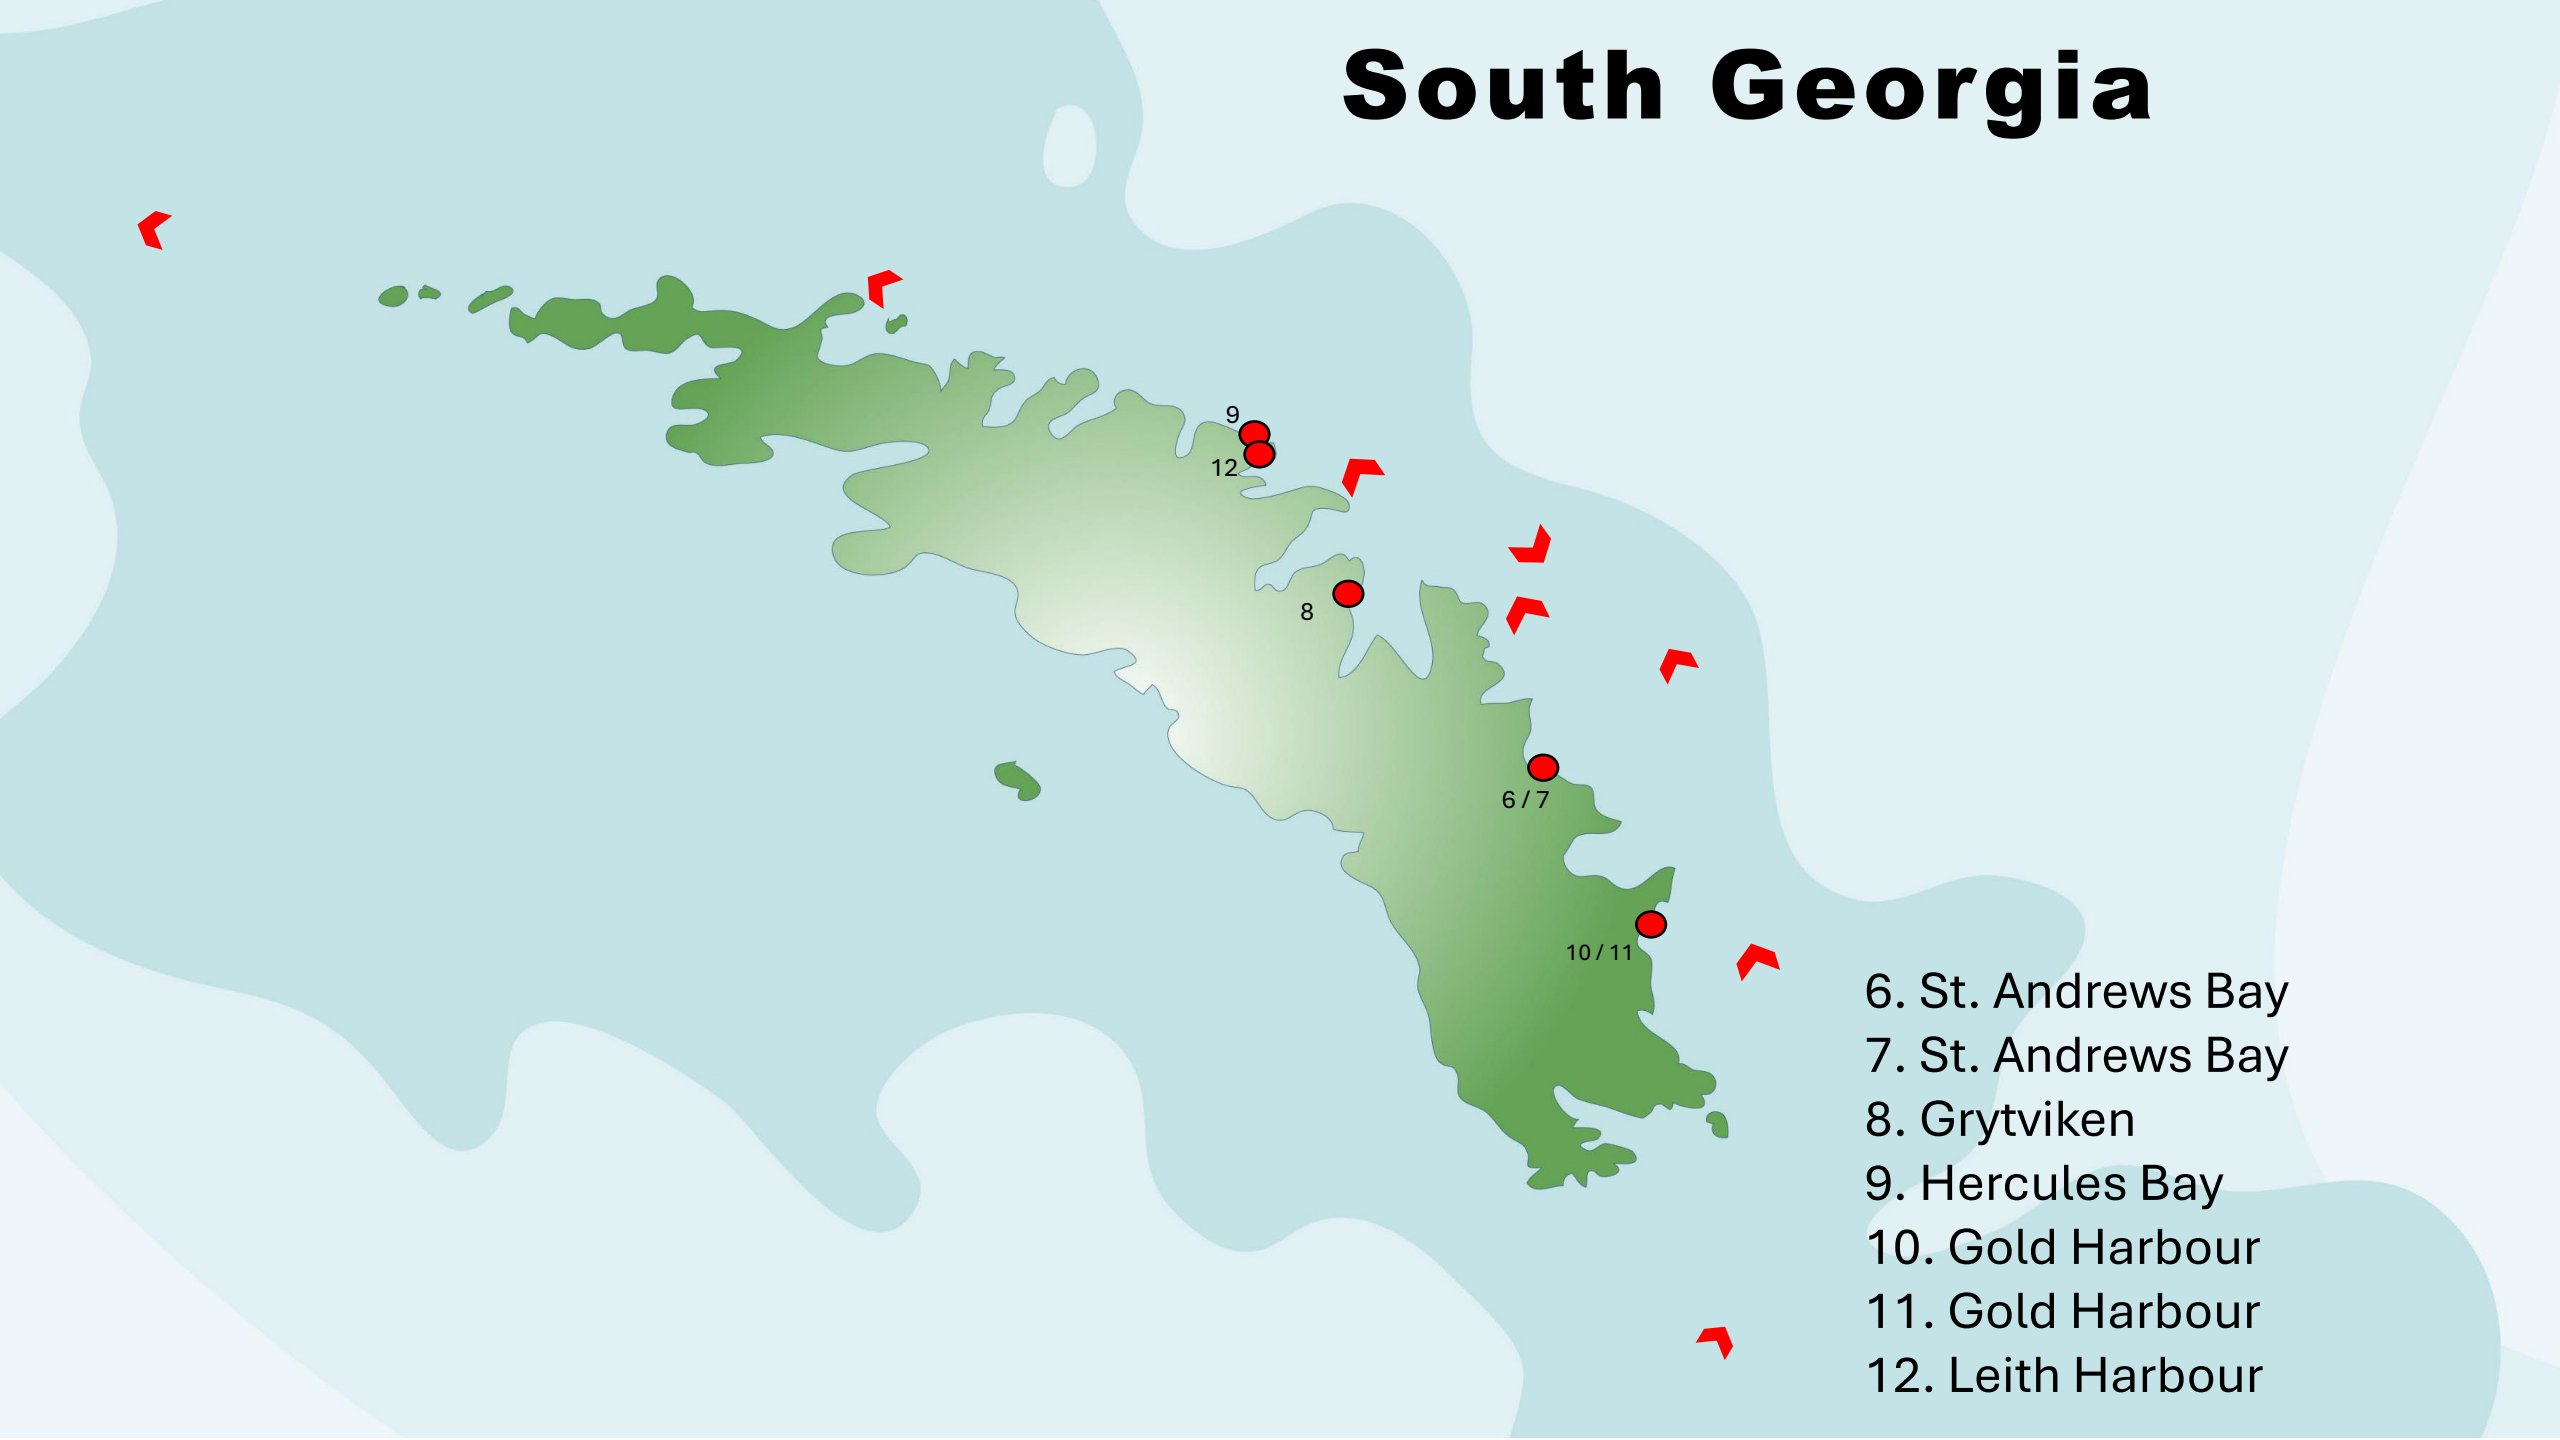 South Georgia
9
12
8
6 / 7
10 / 11
6. St. Andrews Bay
7. St. Andrews Bay
8. Grytviken
9. Hercules Bay
10. Gold Harbour
11. Gold Harbour
12. Leith Harbour